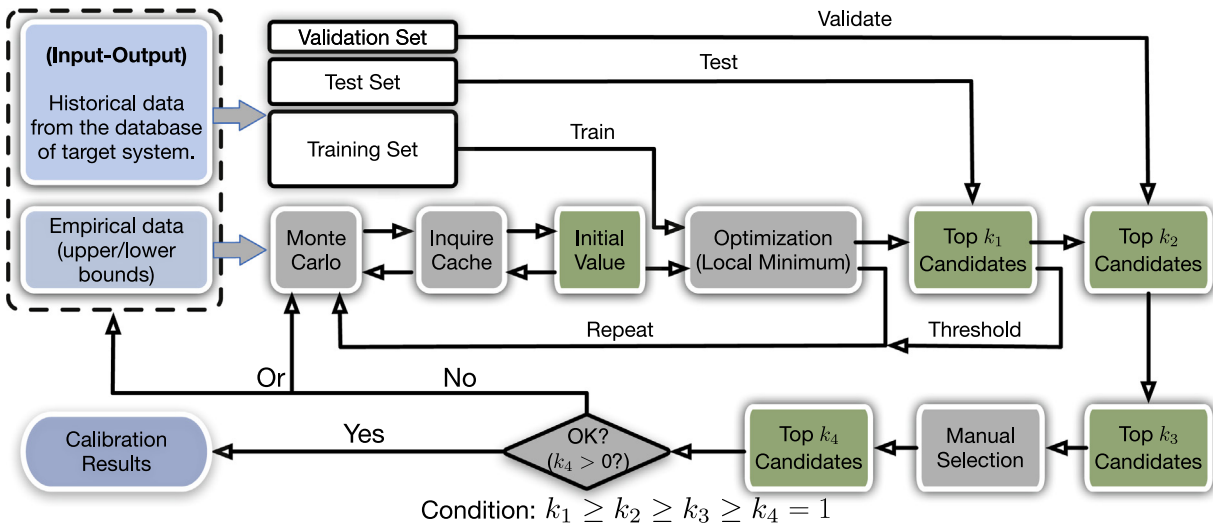 (Input-Output)
Historical data
from the database
of target system.
Empirical data
(upper/lower
bounds)
Validation Set
Test Set
Training Set
Validate
Test
Train
Monte
Carlo
Inquire
Cache
Initial
Value
Optimization
(Local Minimum)
Top k₁
Candidates
Top k₂
Candidates
Repeat
Threshold
Or
No
Calibration
Results
Yes
OK?
(k₄ > 0?)
Top k₄
Candidates
Manual
Selection
Top k₃
Candidates
Condition: k₁ ≥ k₂ ≥ k₃ ≥ k₄ = 1